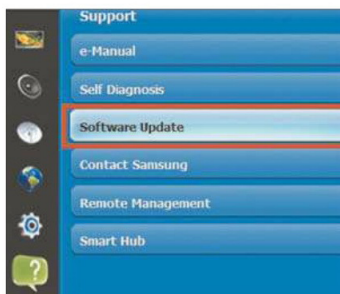 Support
e-Manual
Self Diagnosis
Software Update
Contact Samsung
Remote Management
Smart Hub
?